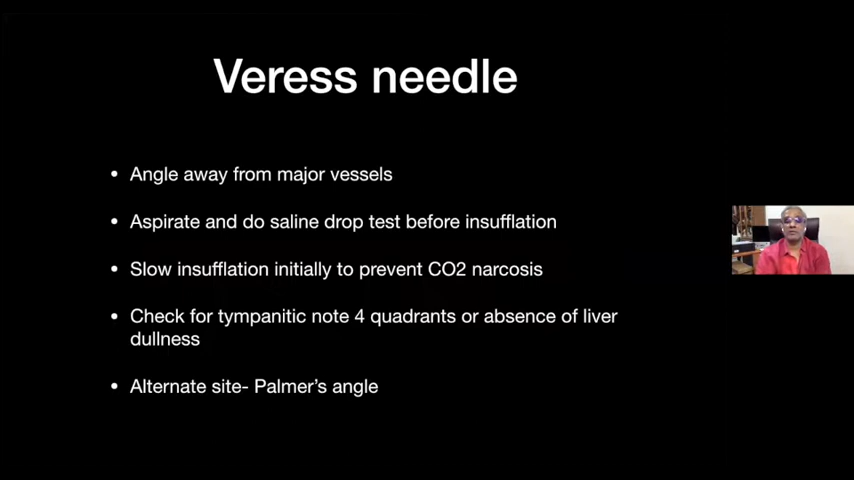 Veress needle
• Angle away from major vessels
• Aspirate and do saline drop test before insufflation
• Slow insufflation initially to prevent CO2 narcosis
• Check for tympanitic note 4 quadrants or absence of liver
dullness
• Alternate site- Palmer's angle